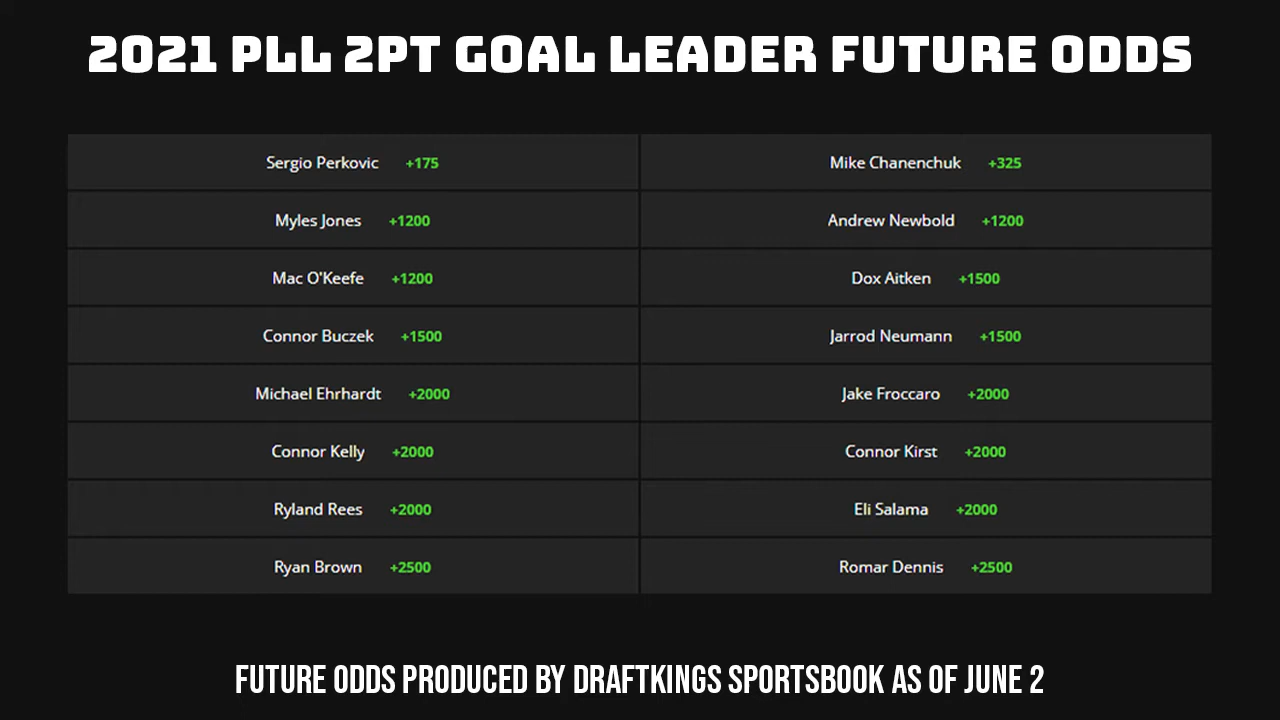 2021 PLL 2PT GOAL LEADER FUTURE ODDS
Sergio Perkovic +175 Mike Chanenchuk +325
Myles Jones +1200 Andrew Newbold +1200
Mac O'Keefe +1200 Dox Aitken +1500
Connor Buczek +1500 Jarrod Neumann +1500
Michael Ehrhardt +2000 Jake Froccaro +2000
Connor Kelly +2000 Connor Kirst +2000
Ryland Rees +2000 Eli Salama +2000
Ryan Brown +2500 Romar Dennis +2500
FUTURE ODDS PRODUCED BY DRAFTKINGS SPORTSBOOK AS OF JUNE 2